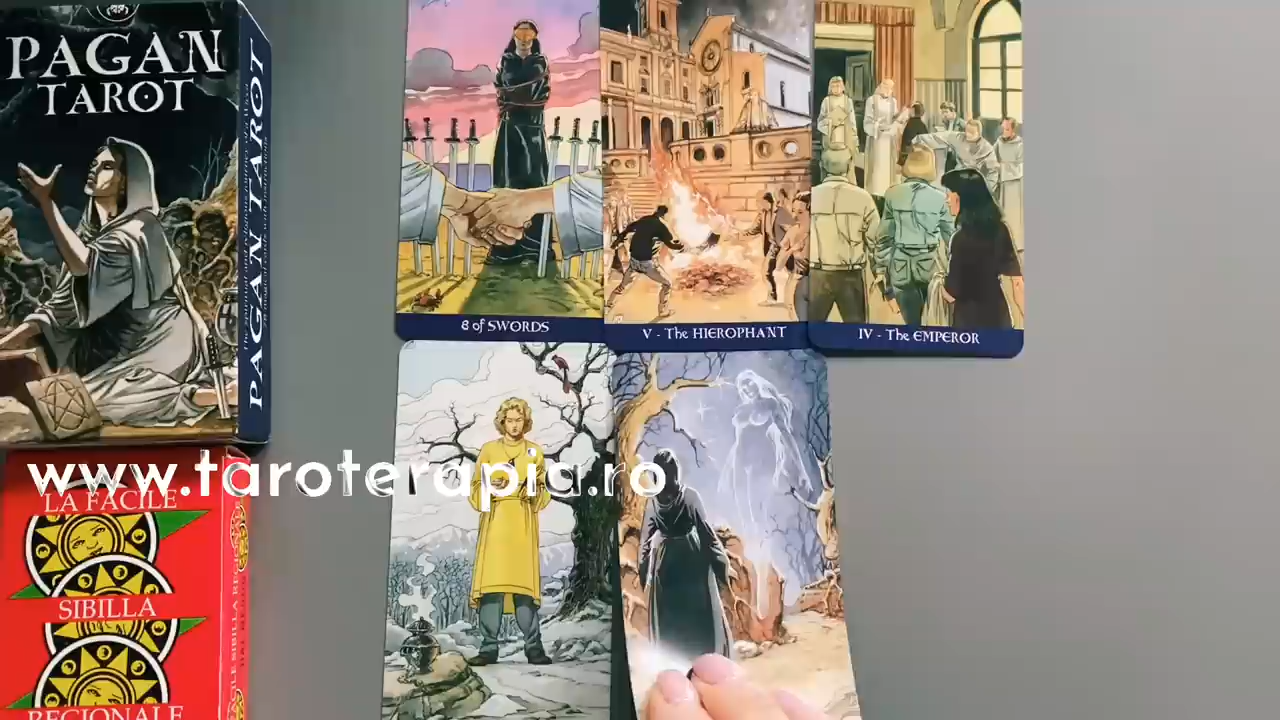 PAGAN
TAROT
PAGAN TAROT
8 of SWORDS
V - The HIEROPHANT
IV - The EMPEROR
www.taroterapia.ro
LA FACILE
SIBILLA
REGIONALE